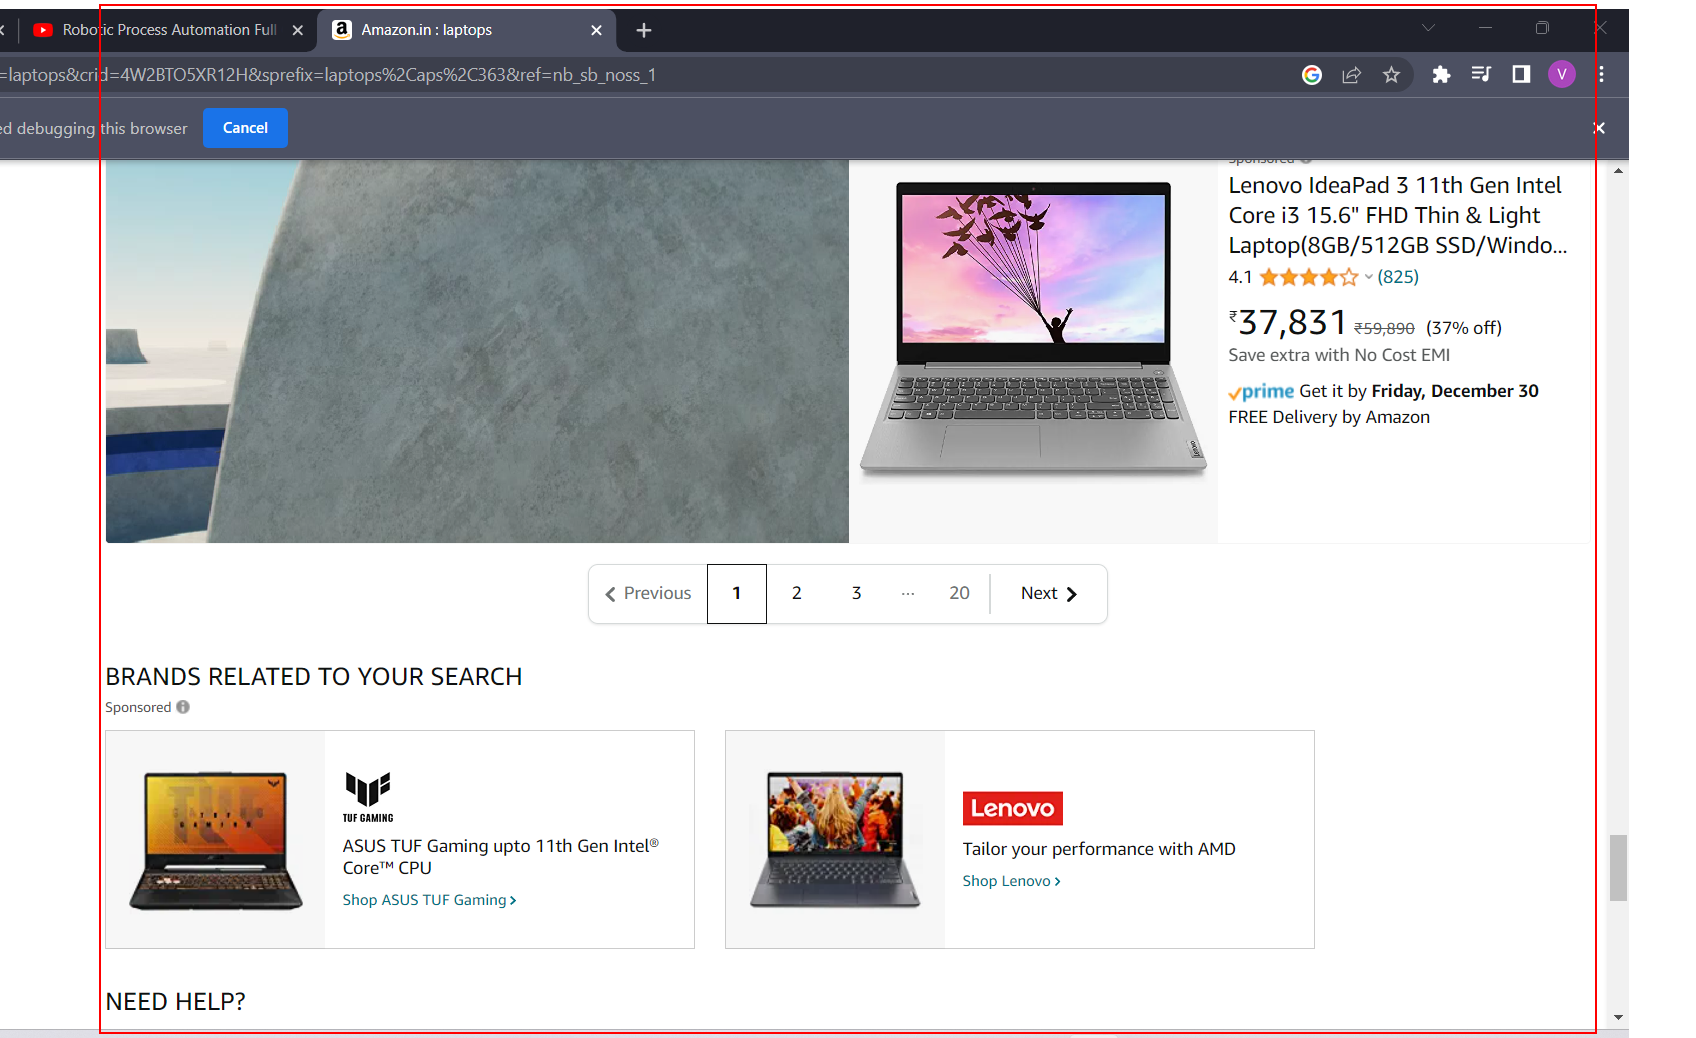 Robotic Process Automation Full
Amazon.in : laptops
=laptops&crid=4W2BTO5XR12H&sprefix=laptops%2Caps%2C363&ref=nb_sb_noss_1
V
ed debugging this browser
Cancel
Sponsored
Lenovo IdeaPad 3 11th Gen Intel
Core i3 15.6" FHD Thin & Light
Laptop(8GB/512GB SSD/Windo...
4.1 (825)
₹37,831 ₹59,890 (37% off)
Save extra with No Cost EMI
prime Get it by Friday, December 30
FREE Delivery by Amazon
Lenovo
Previous 1 2 3 ... 20 Next
BRANDS RELATED TO YOUR SEARCH
Sponsored
TUF
GAMING
TUF GAMING
ASUS TUF Gaming upto 11th Gen Intel®
Core™ CPU
Shop ASUS TUF Gaming ›
Lenovo
Tailor your performance with AMD
Shop Lenovo ›
NEED HELP?